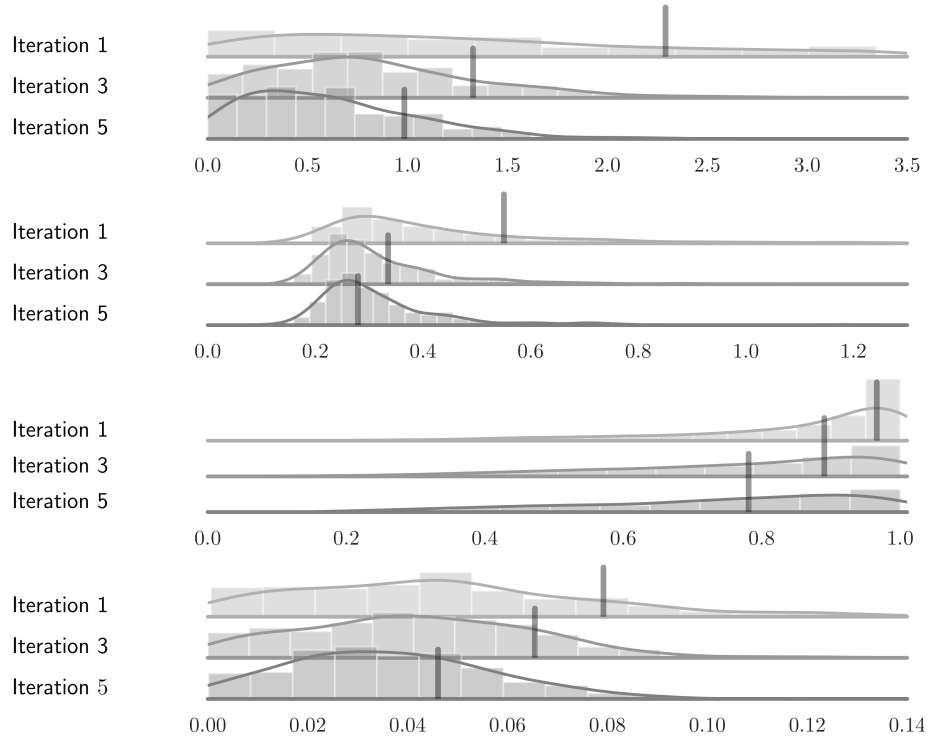 Iteration 1
Iteration 3
Iteration 5
0.0 0.5 1.0 1.5 2.0 2.5 3.0 3.5
Iteration 1
Iteration 3
Iteration 5
0.0 0.2 0.4 0.6 0.8 1.0 1.2
Iteration 1
Iteration 3
Iteration 5
0.0 0.2 0.4 0.6 0.8 1.0
Iteration 1
Iteration 3
Iteration 5
0.00 0.02 0.04 0.06 0.08 0.10 0.12 0.14